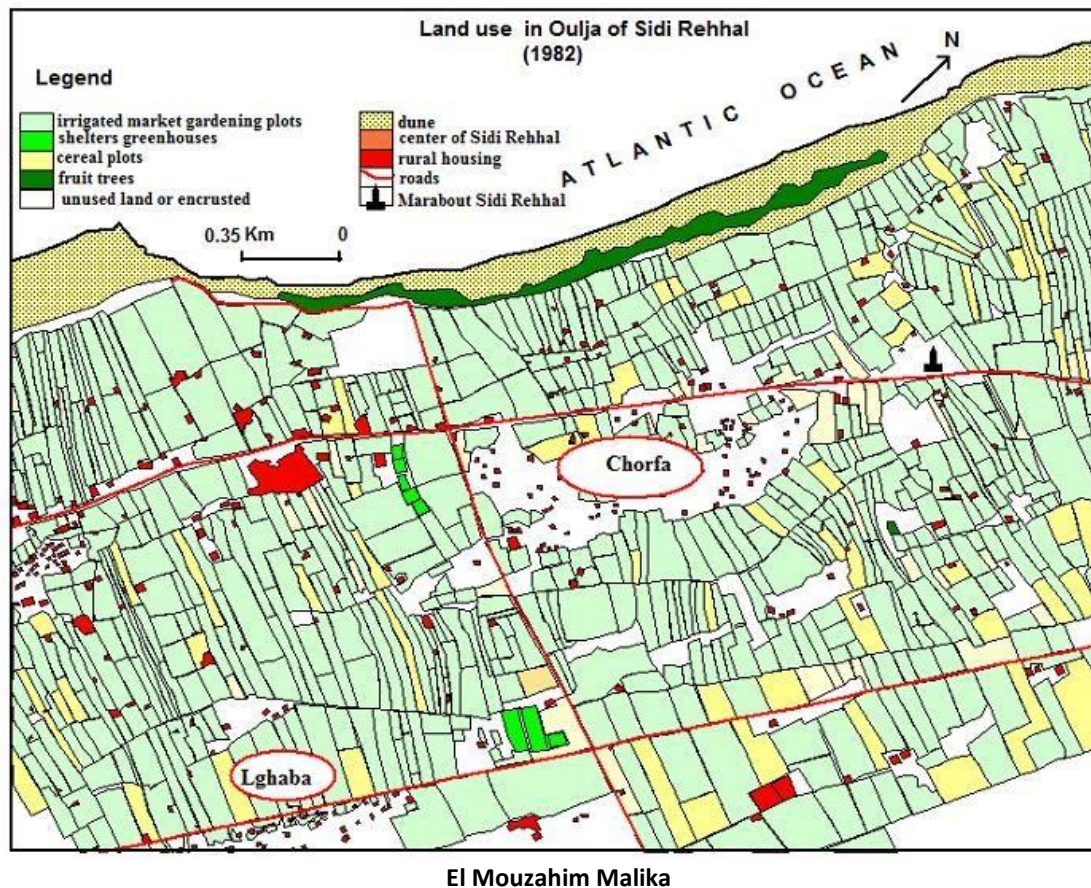 Land use in Oulja of Sidi Rehhal
(1982)
Legend
irrigated market gardening plots
shelters greenhouses
cereal plots
fruit trees
unused land or encrusted
dune
center of Sidi Rehhal
rural housing
roads
Marabout Sidi Rehhal
ATLANTIC OCEAN
N
0.35 Km 0
Chorfa
Lghaba
El Mouzahim Malika